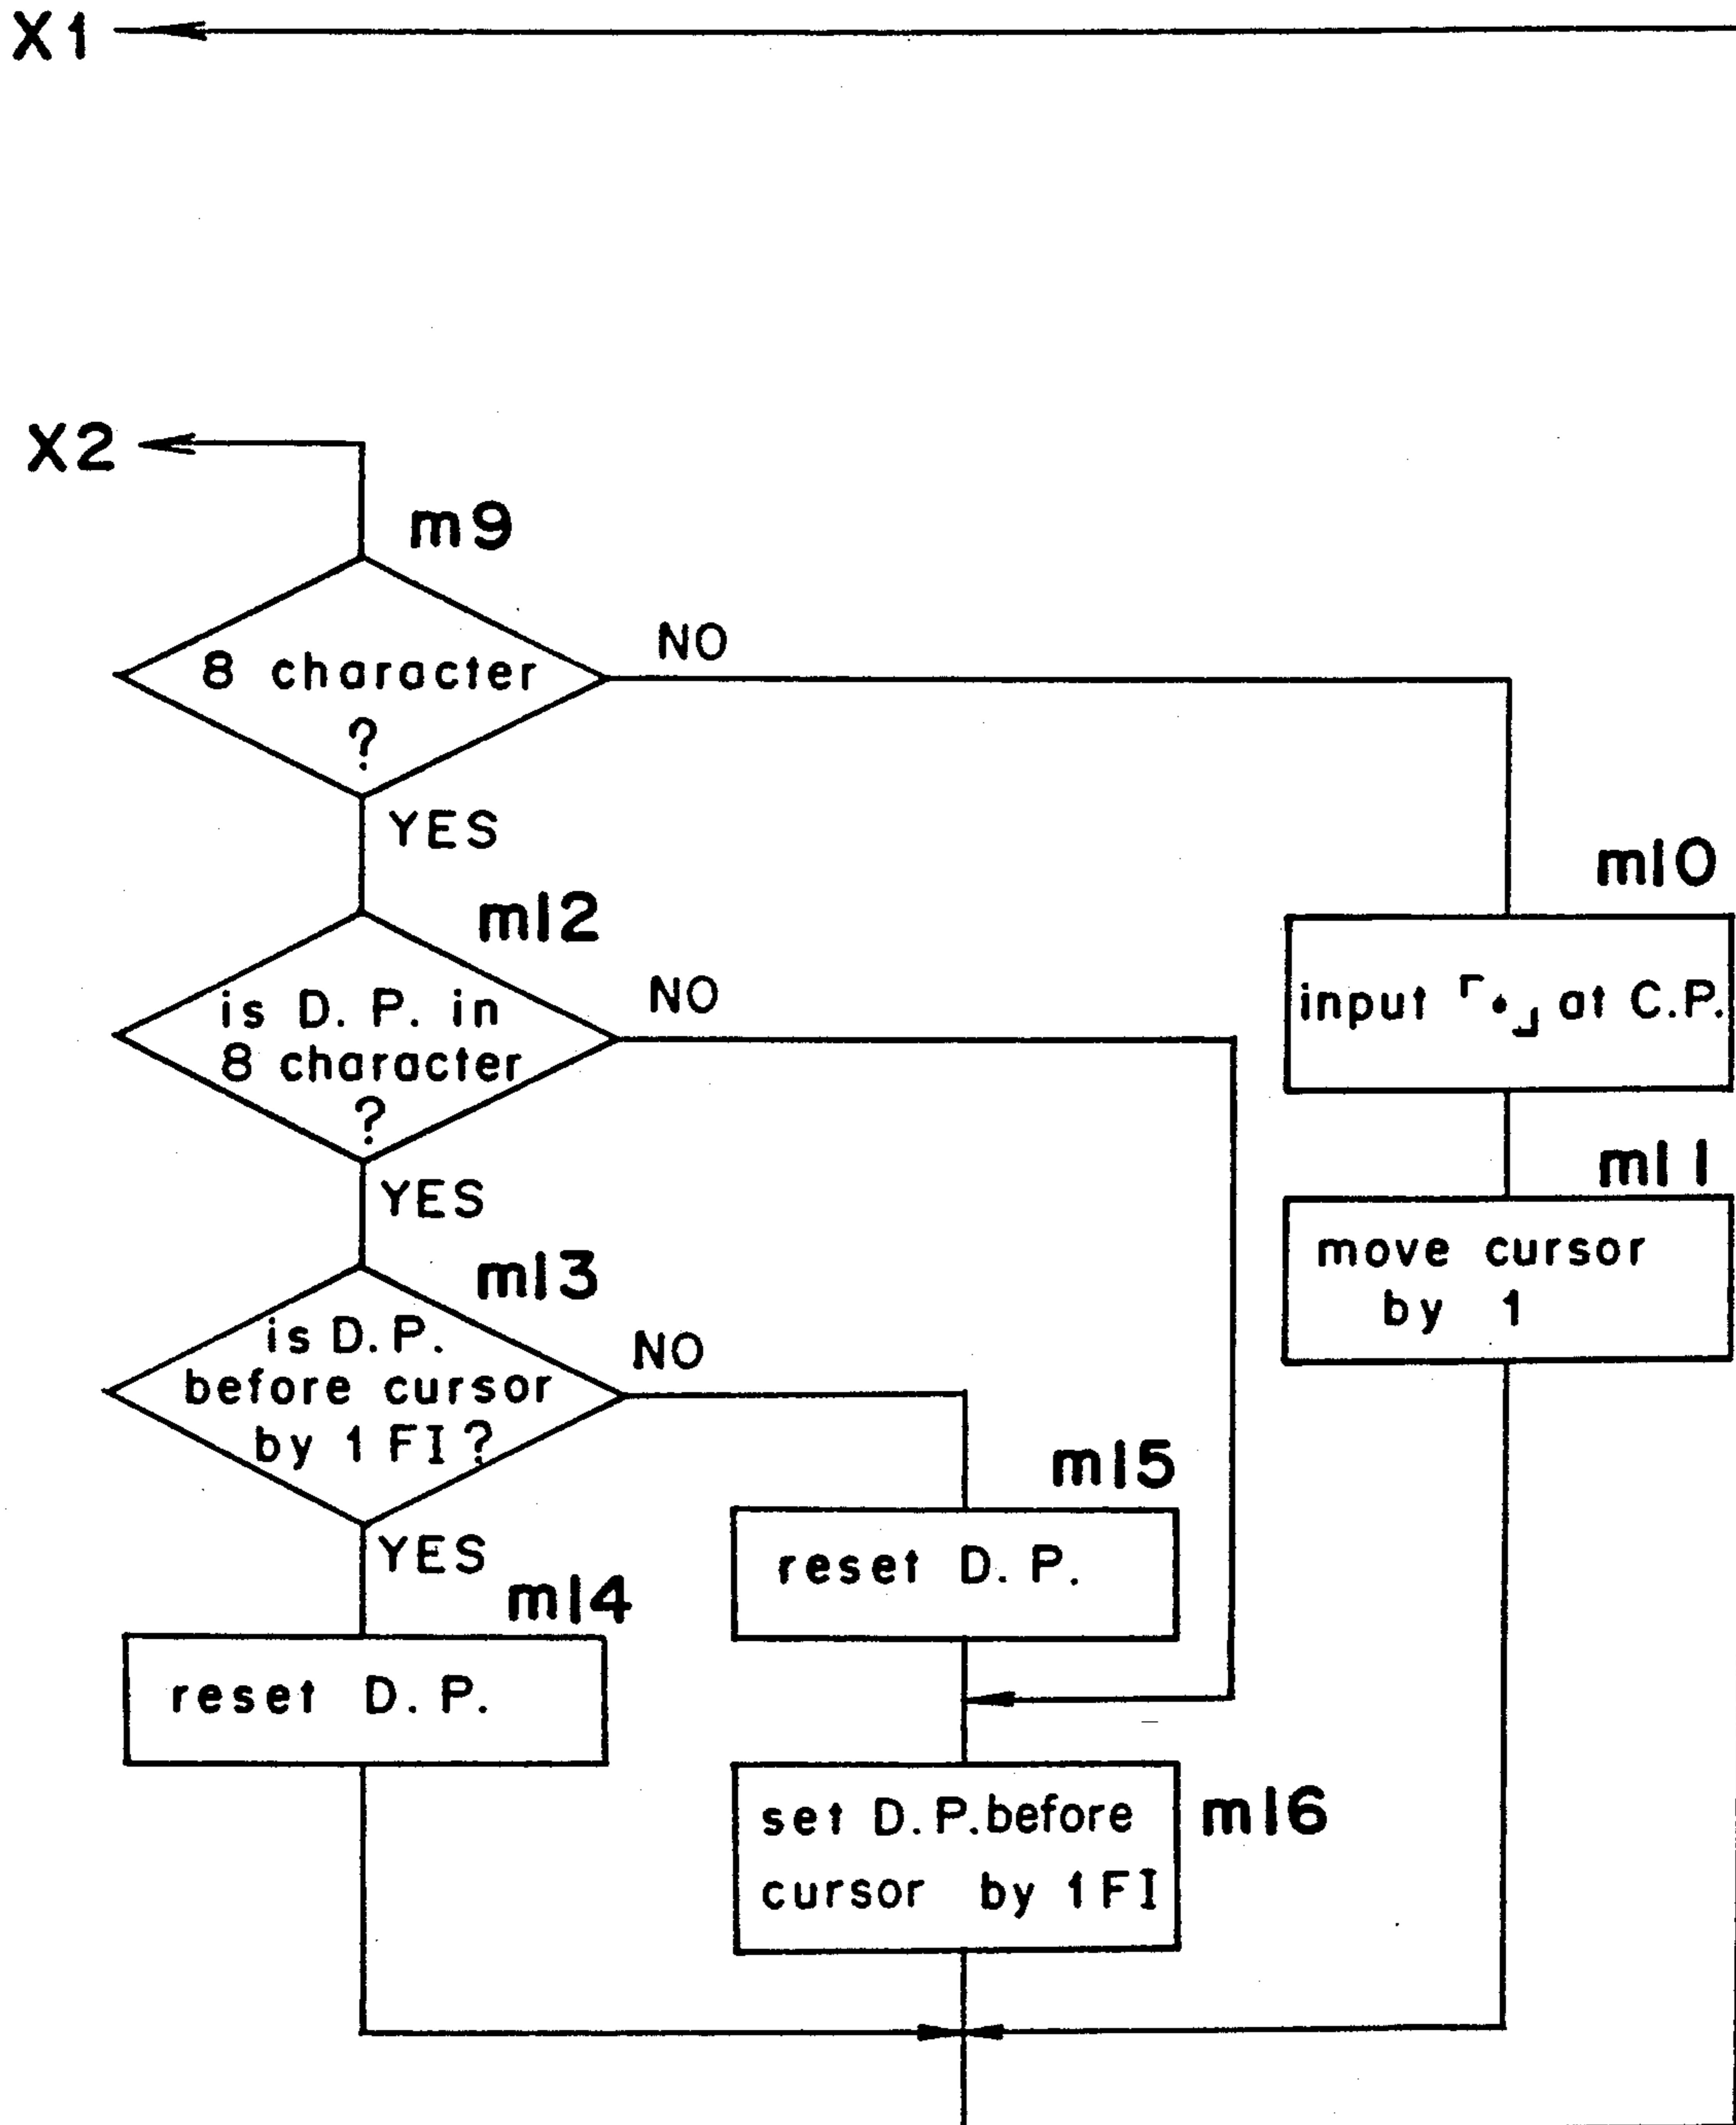 X1
X2
m9
8 character
?
NO
YES
m10
input ｢•｣ at C.P.
m11
move cursor
by 1
m12
is D. P. in
8 character
?
NO
YES
m13
is D. P.
before cursor
by 1 FI ?
NO
YES
m14
reset D. P.
m15
reset D. P.
m16
set D. P. before
cursor by 1 FI